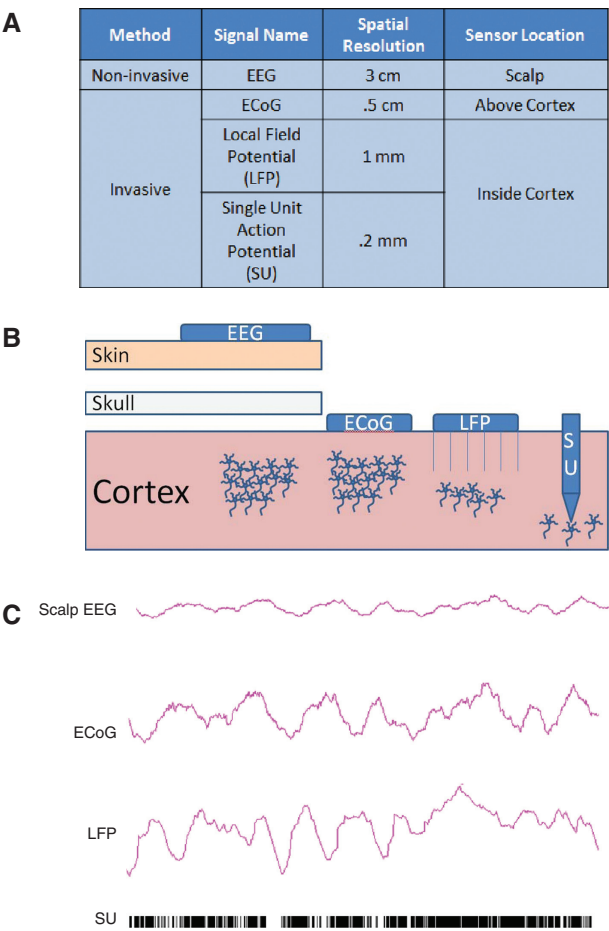 A
Method Signal Name Spatial Resolution Sensor Location
Non-invasive EEG 3 cm Scalp
Invasive
ECoG .5 cm Above Cortex
Local Field
Potential
(LFP)
1 mm
Inside Cortex
Single Unit
Action
Potential
(SU)
.2 mm
B
EEG
Skin
Skull
ECoG LFP
S
U
Cortex
C
Scalp EEG
ECoG
LFP
SU